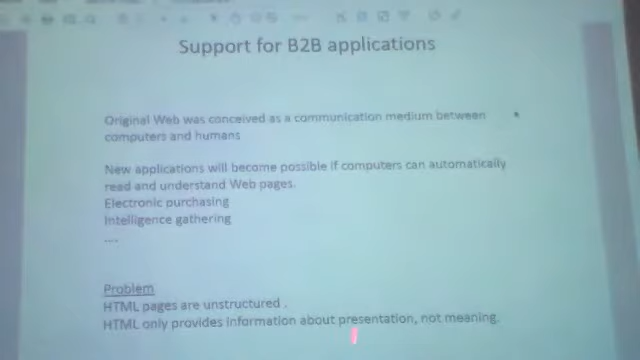 Support for B2B applications
Original Web was conceived as a communication medium between
computers and humans
New applications will become possible if computers can automatically
read and understand Web pages.
Electronic purchasing
Intelligence gathering
....
Problem
HTML pages are unstructured .
HTML only provides information about presentation, not meaning.